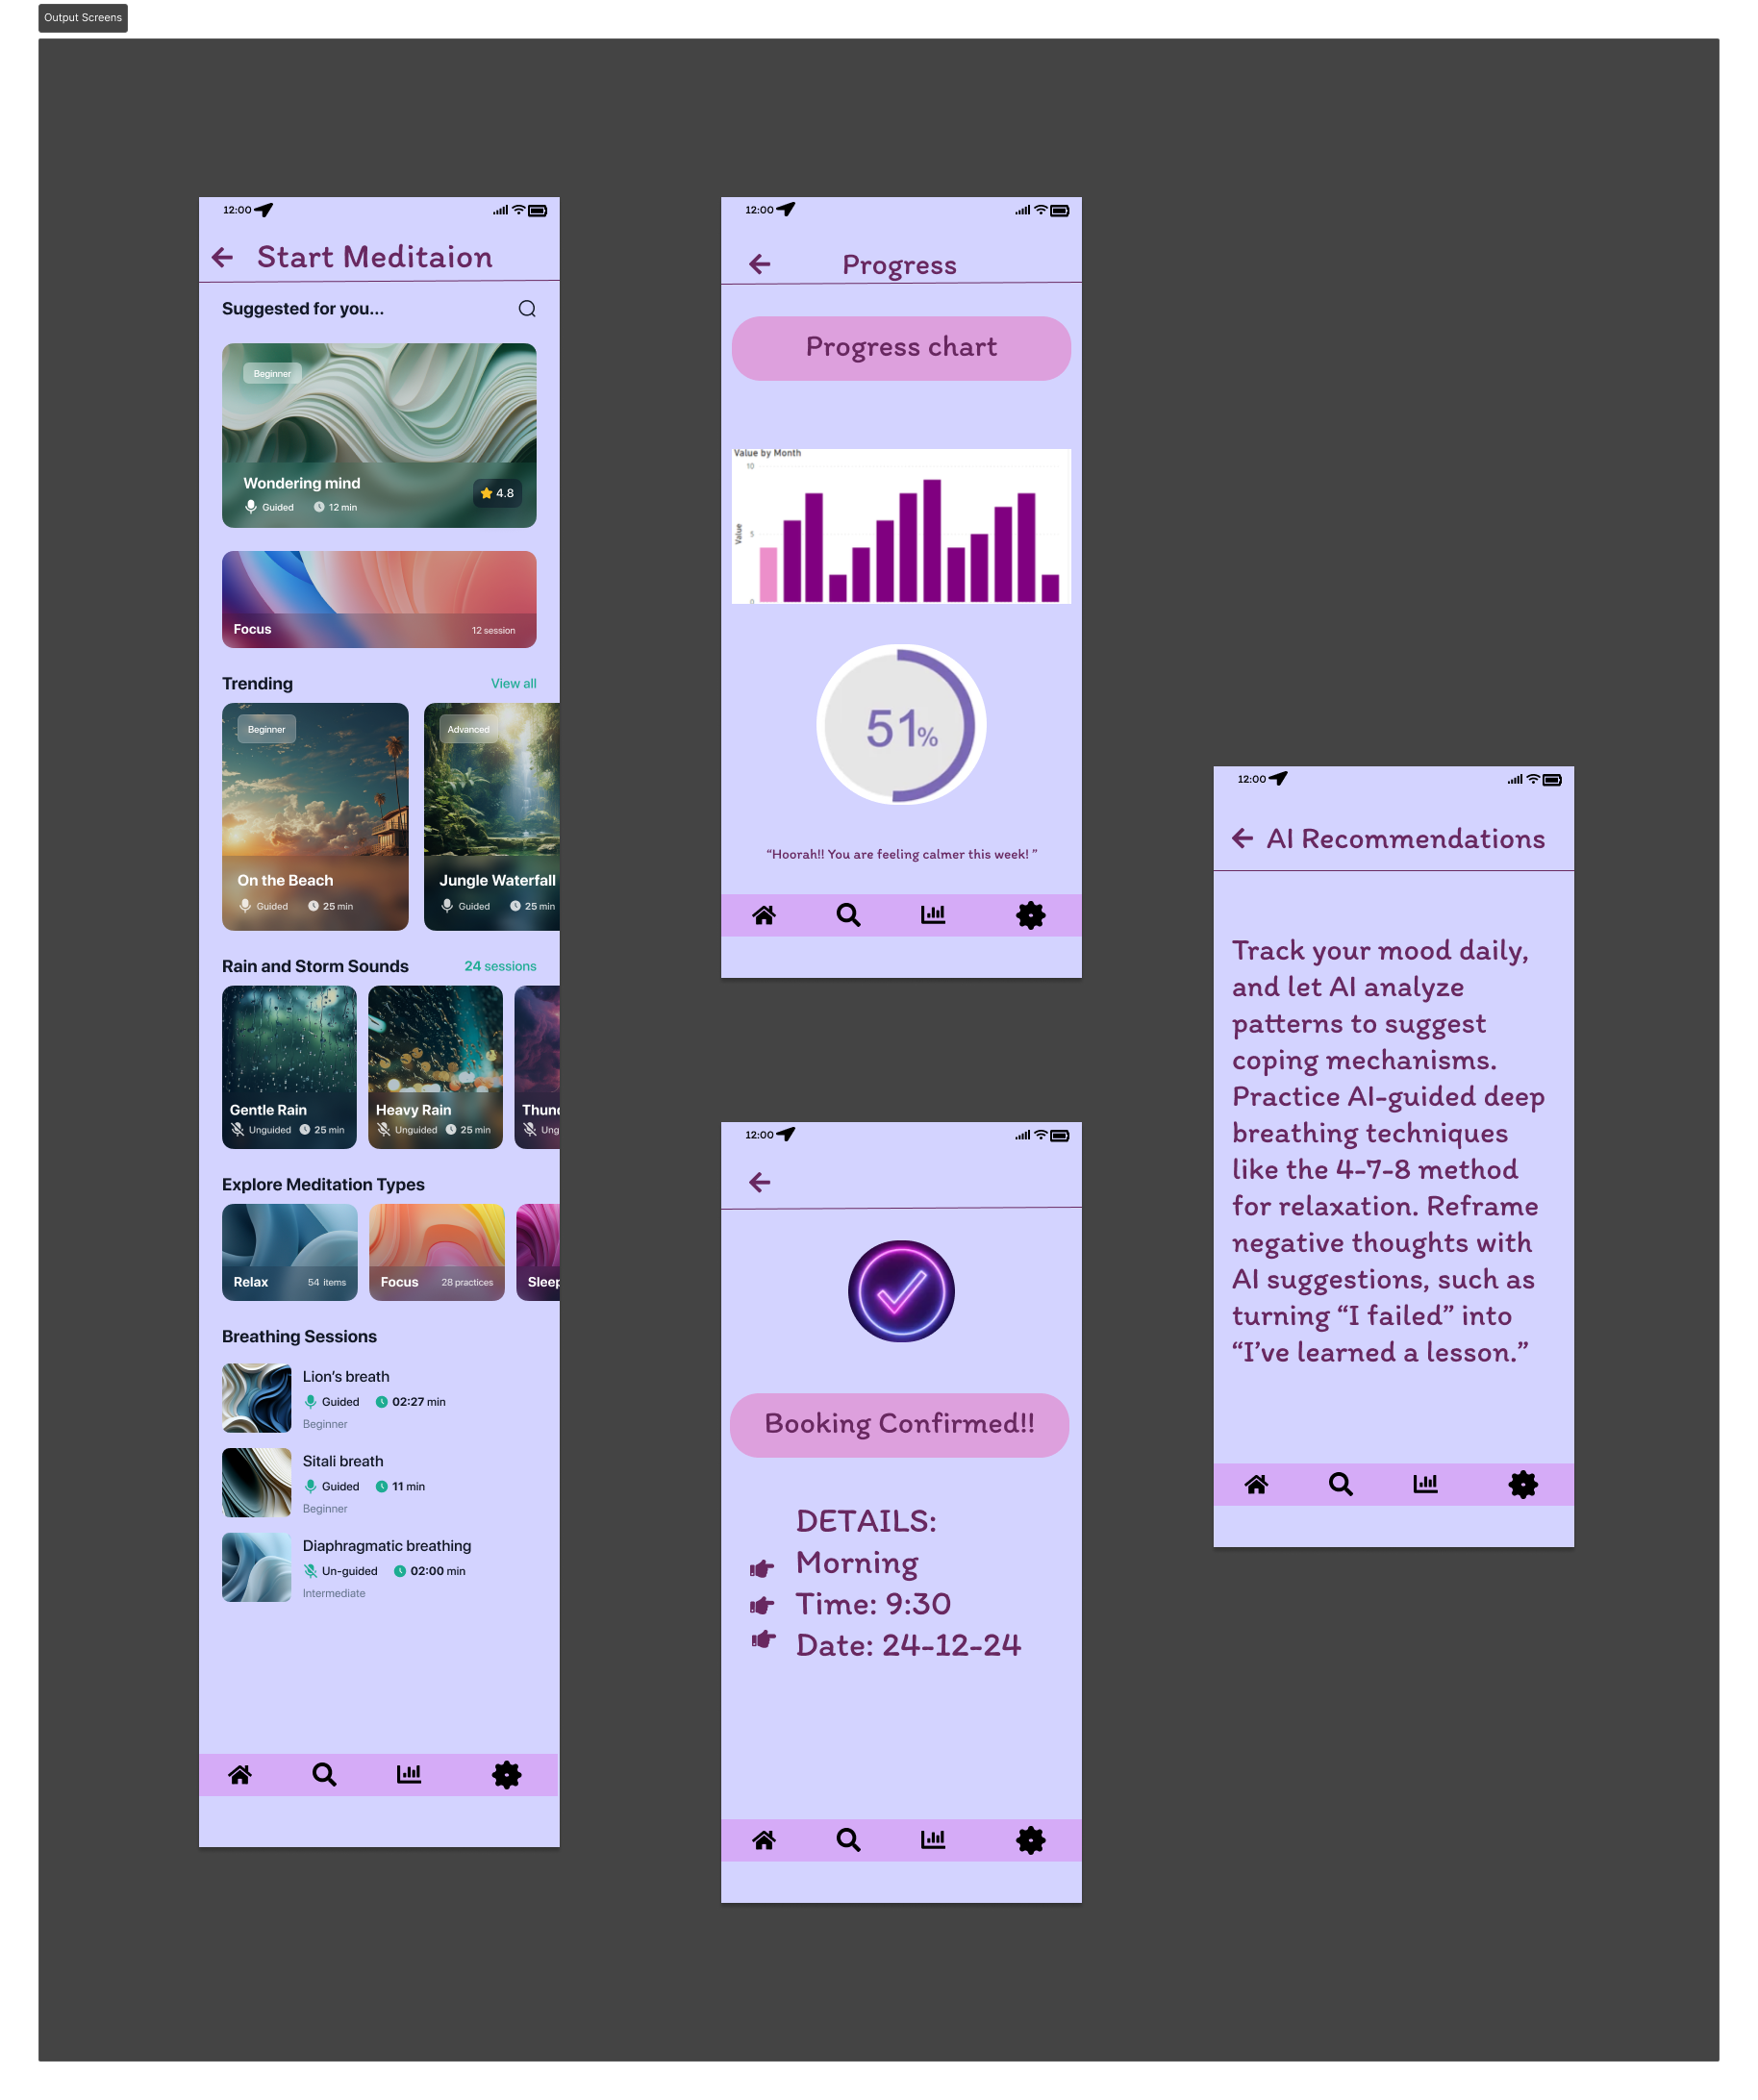 Output Screens
12:00
Start Meditaion
Suggested for you...
Beginner
Wondering mind
Guided 12 min
4.8
Focus
12 session
Trending
View all
Beginner
On the Beach
Guided 25 min
Advanced
Jungle Waterfall
Guided 25 min
Rain and Storm Sounds
24 sessions
Gentle Rain
Unguided 25 min
Heavy Rain
Unguided 25 min
Thund
Ung
Explore Meditation Types
Relax
54 items
Focus
28 practices
Sleep
Breathing Sessions
Lion's breath
Guided 02:27 min
Beginner
Sitali breath
Guided 11 min
Beginner
Diaphragmatic breathing
Un-guided 02:00 min
Intermediate
12:00
Progress
Progress chart
Value by Month
10
5
0
Value
51%
“Hoorah!! You are feeling calmer this week! ”
12:00
Booking Confirmed!!
DETAILS:
Morning
Time: 9:30
Date: 24-12-24
12:00
AI Recommendations
Track your mood daily,
and let AI analyze
patterns to suggest
coping mechanisms.
Practice AI-guided deep
breathing techniques
like the 4-7-8 method
for relaxation. Reframe
negative thoughts with
AI suggestions, such as
turning “I failed” into
“I’ve learned a lesson.”